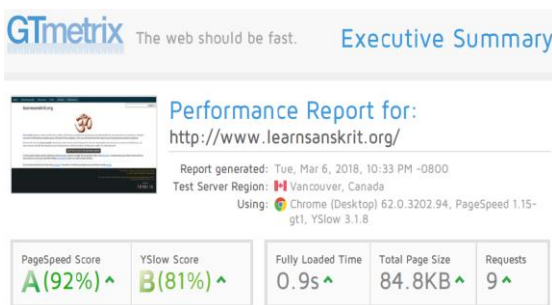 GTmetrix The web should be fast. Executive Summary
learnsanskrit.org
Performance Report for:
http://www.learnsanskrit.org/
Report generated: Tue, Mar 6, 2018, 10:33 PM -0800
Test Server Region: Vancouver, Canada
Using: Chrome (Desktop) 62.0.3202.94, PageSpeed 1.15-
gt1, YSlow 3.1.8
PageSpeed Score YSlow Score Fully Loaded Time Total Page Size Requests
A(92%) B(81%) 0.9s 84.8KB 9